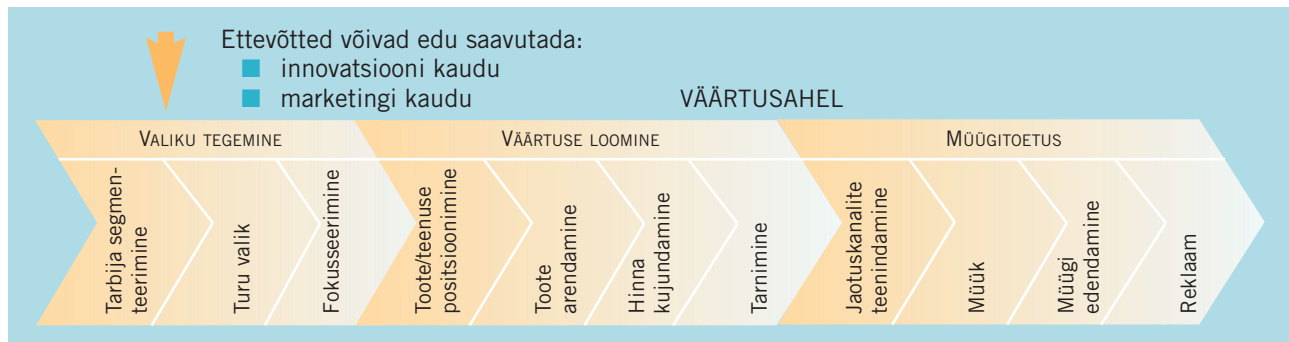 Ettevõtted võivad edu saavutada:
innovatsiooni kaudu
marketingi kaudu
VÄÄRTUSAHEL
VALIKU TEGEMINE
VÄÄRTUSE LOOMINE
MÜÜGITOETUS
Tarbija segmen-
teerimine
Turu valik
Fokusseerimine
Toote/teenuse
positsioonimine
Toote
arendamine
Hinna
kujundamine
Tarnimine
Jaotuskanalite
teenindamine
Müük
Müügi
edendamine
Reklaam